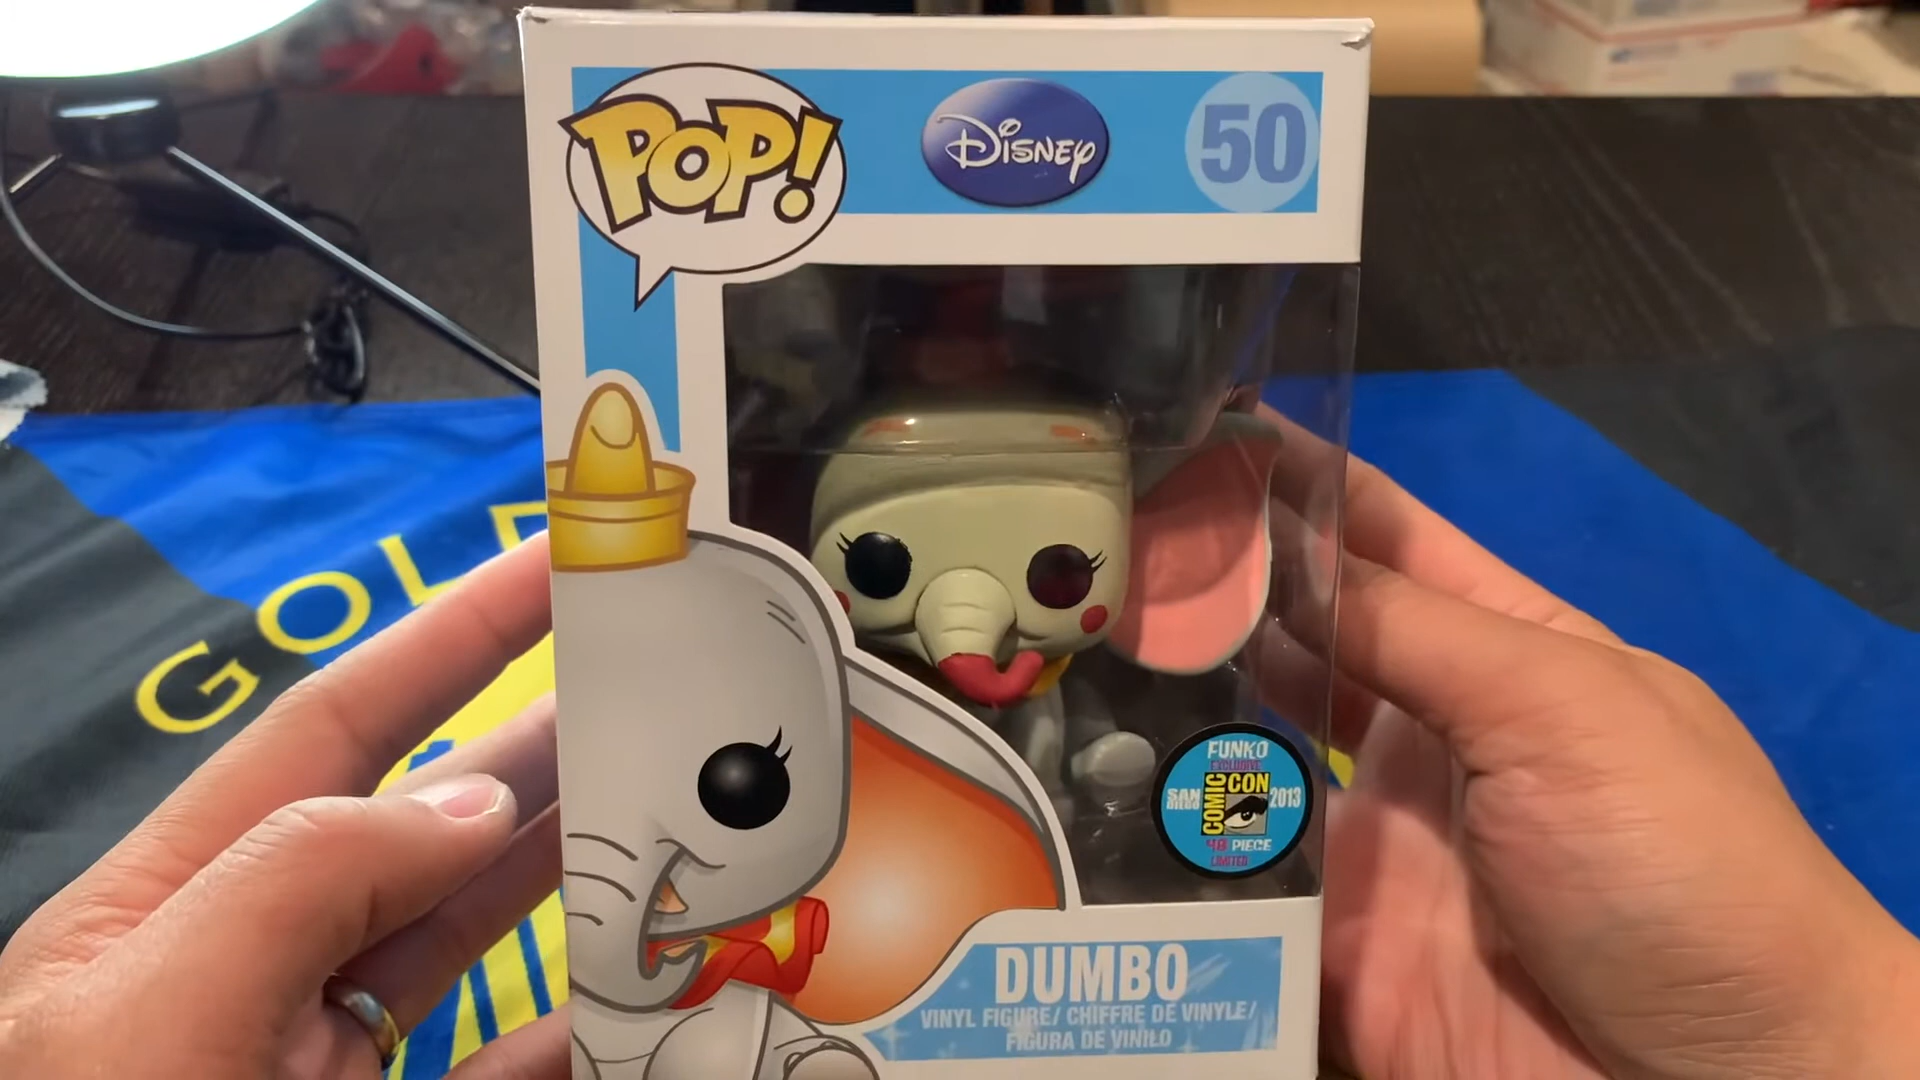 POP!
Disney
50
GOLD
FUNKO
EXCLUSIVE
SAN DIEGO
COMIC CON
2013
48 PIECE
LIMITED
DUMBO
VINYL FIGURE/ CHIFFRE DE VINYLE/
FIGURA DE VINILO